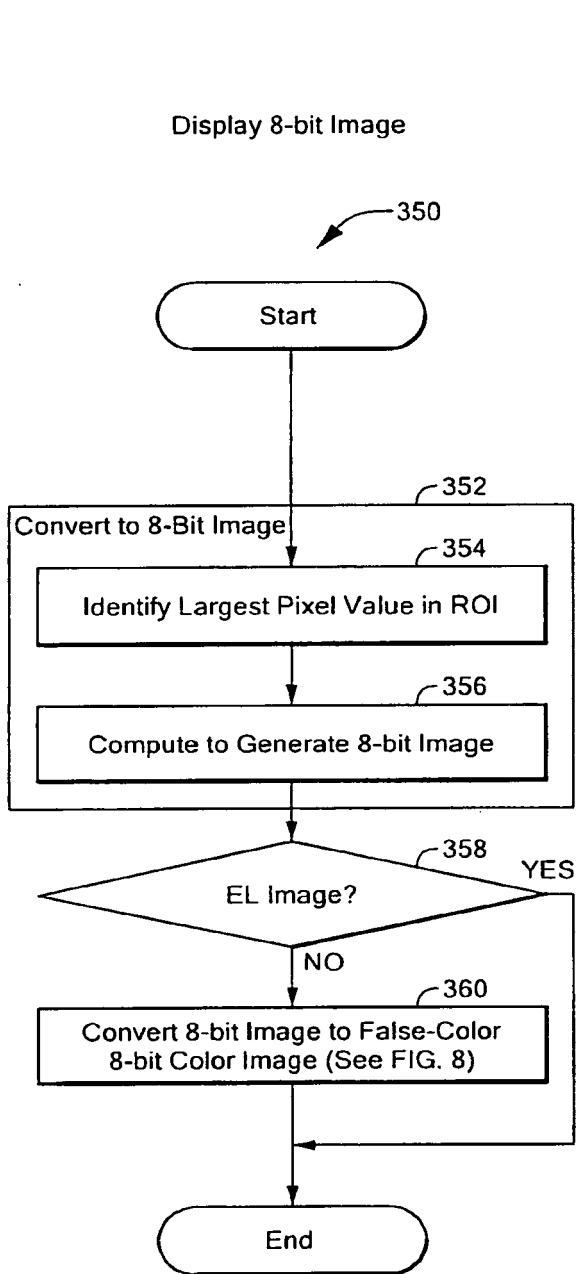 Display 8-bit Image
350
Start
352
Convert to 8-Bit Image
354
Identify Largest Pixel Value in ROI
356
Compute to Generate 8-bit Image
358
YES
EL Image?
NO
360
Convert 8-bit Image to False-Color
8-bit Color Image (See FIG. 8)
End